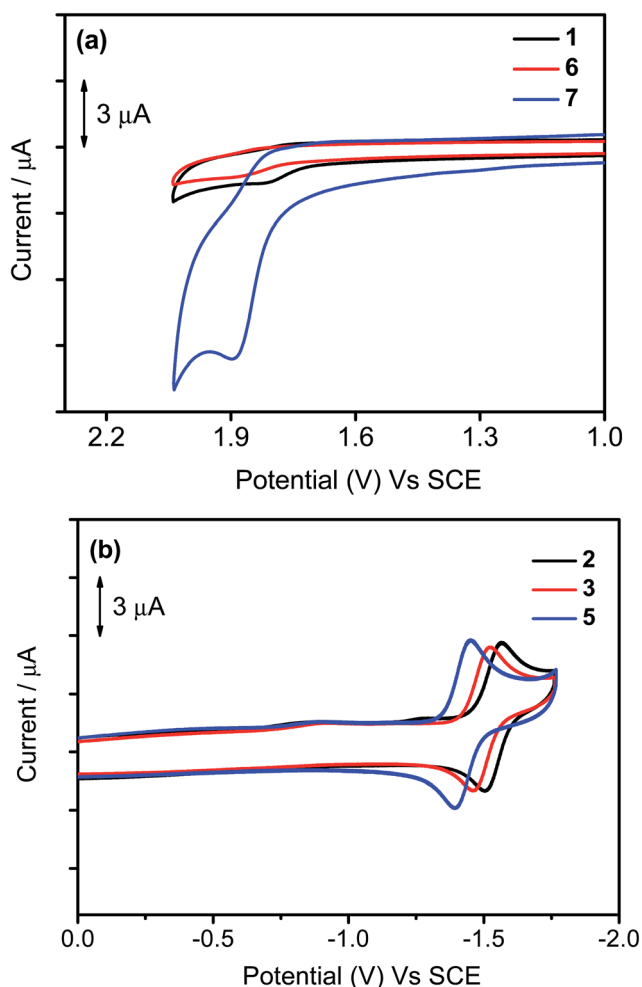 (a)
1
6
7
3 μA
Current / μA
2.2 1.9 1.6 1.3 1.0
Potential (V) Vs SCE
(b)
2
3
5
3 μA
Current / μA
0.0 -0.5 -1.0 -1.5 -2.0
Potential (V) Vs SCE